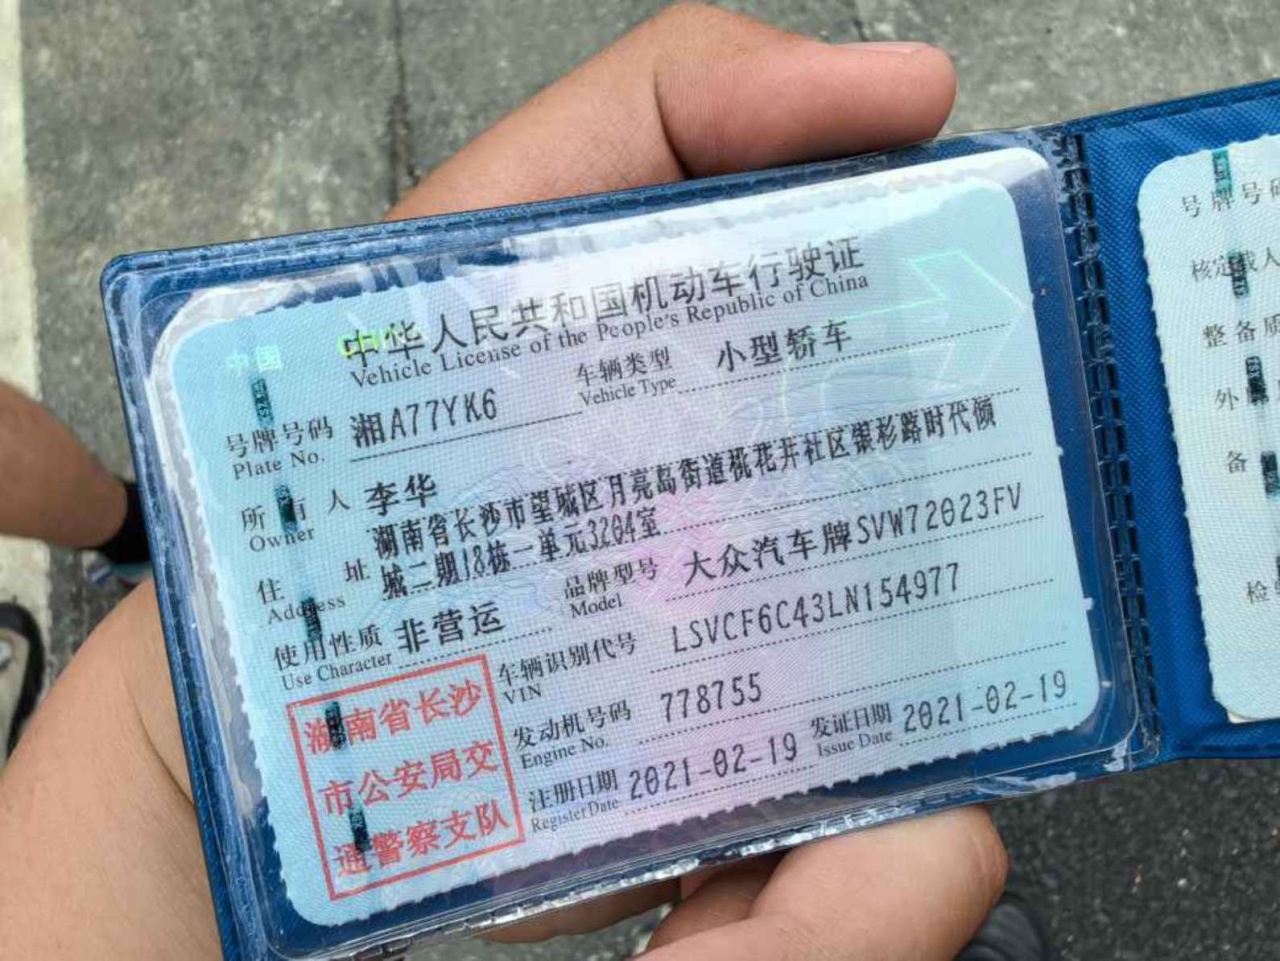 中国
中华人民共和国机动车行驶证
Vehicle License of the People's Republic of China
号牌号码 湘A77YK6 车辆类型 小型轿车
Plate No. Vehicle Type
所有人 李华
Owner
住址 湖南省长沙市望城区月亮岛街道桃花井社区银杉路时代倾
Address 城二期18栋一单元3204室
使用性质 非营运 品牌型号 大众汽车牌SVW72023FV
Use Character Model
车辆识别代号 LSVCF6C43LN154977
VIN
发动机号码 778755
Engine No.
注册日期 2021-02-19 发证日期 2021-02-19
Register Date Issue Date
湖南省长沙
市公安局交
通警察支队
号牌号码
核定载人
整备质
外
备
检